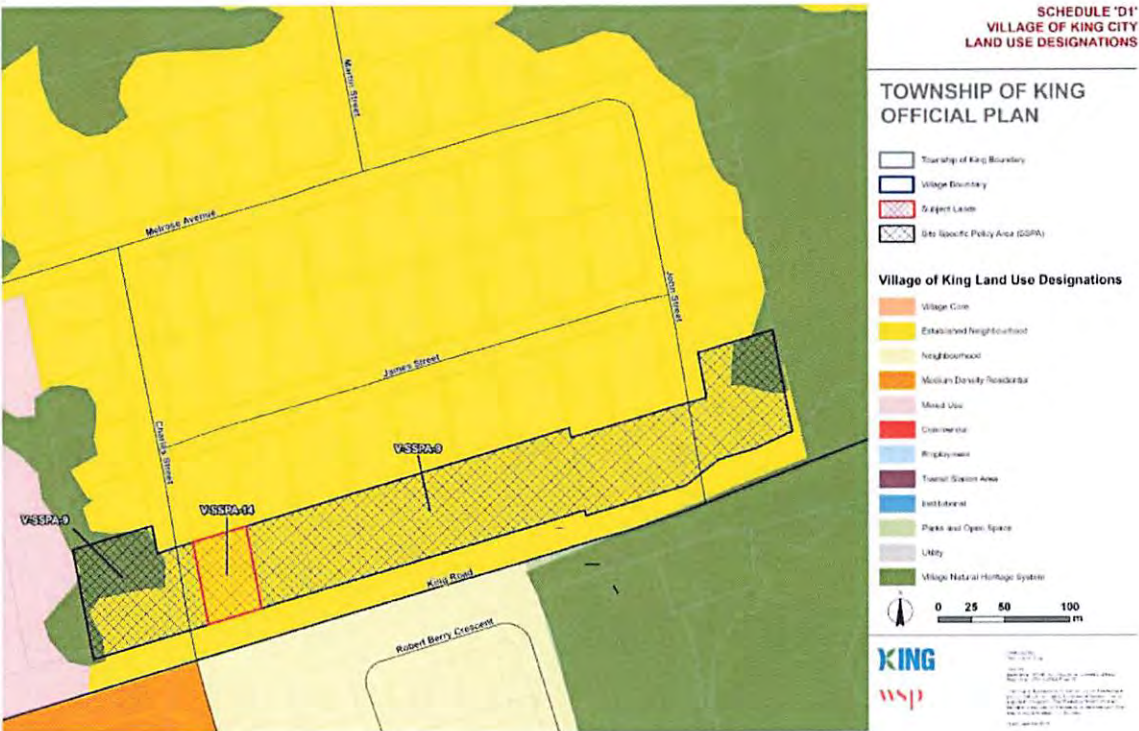 SCHEDULE 'D1'
VILLAGE OF KING CITY
LAND USE DESIGNATIONS
TOWNSHIP OF KING
OFFICIAL PLAN
Township of King Boundary
Village Boundary
Subject Lands
Site Specific Policy Area (SSPA)
Village of King Land Use Designations
Village Core
Established Neighbourhood
Neighbourhood
Medium Density Residential
Mixed Use
Commercial
Employment
Transit Station Area
Institutional
Parks and Open Space
Utility
Village Natural Heritage System
N
0 25 50 100
m
KING
wsp
Martin Street
Melrose Avenue
John Street
James Street
Charles Street
V-SSPA-9
V-SSPA-14
V-SSPA-9
King Road
Robert Berry Crescent